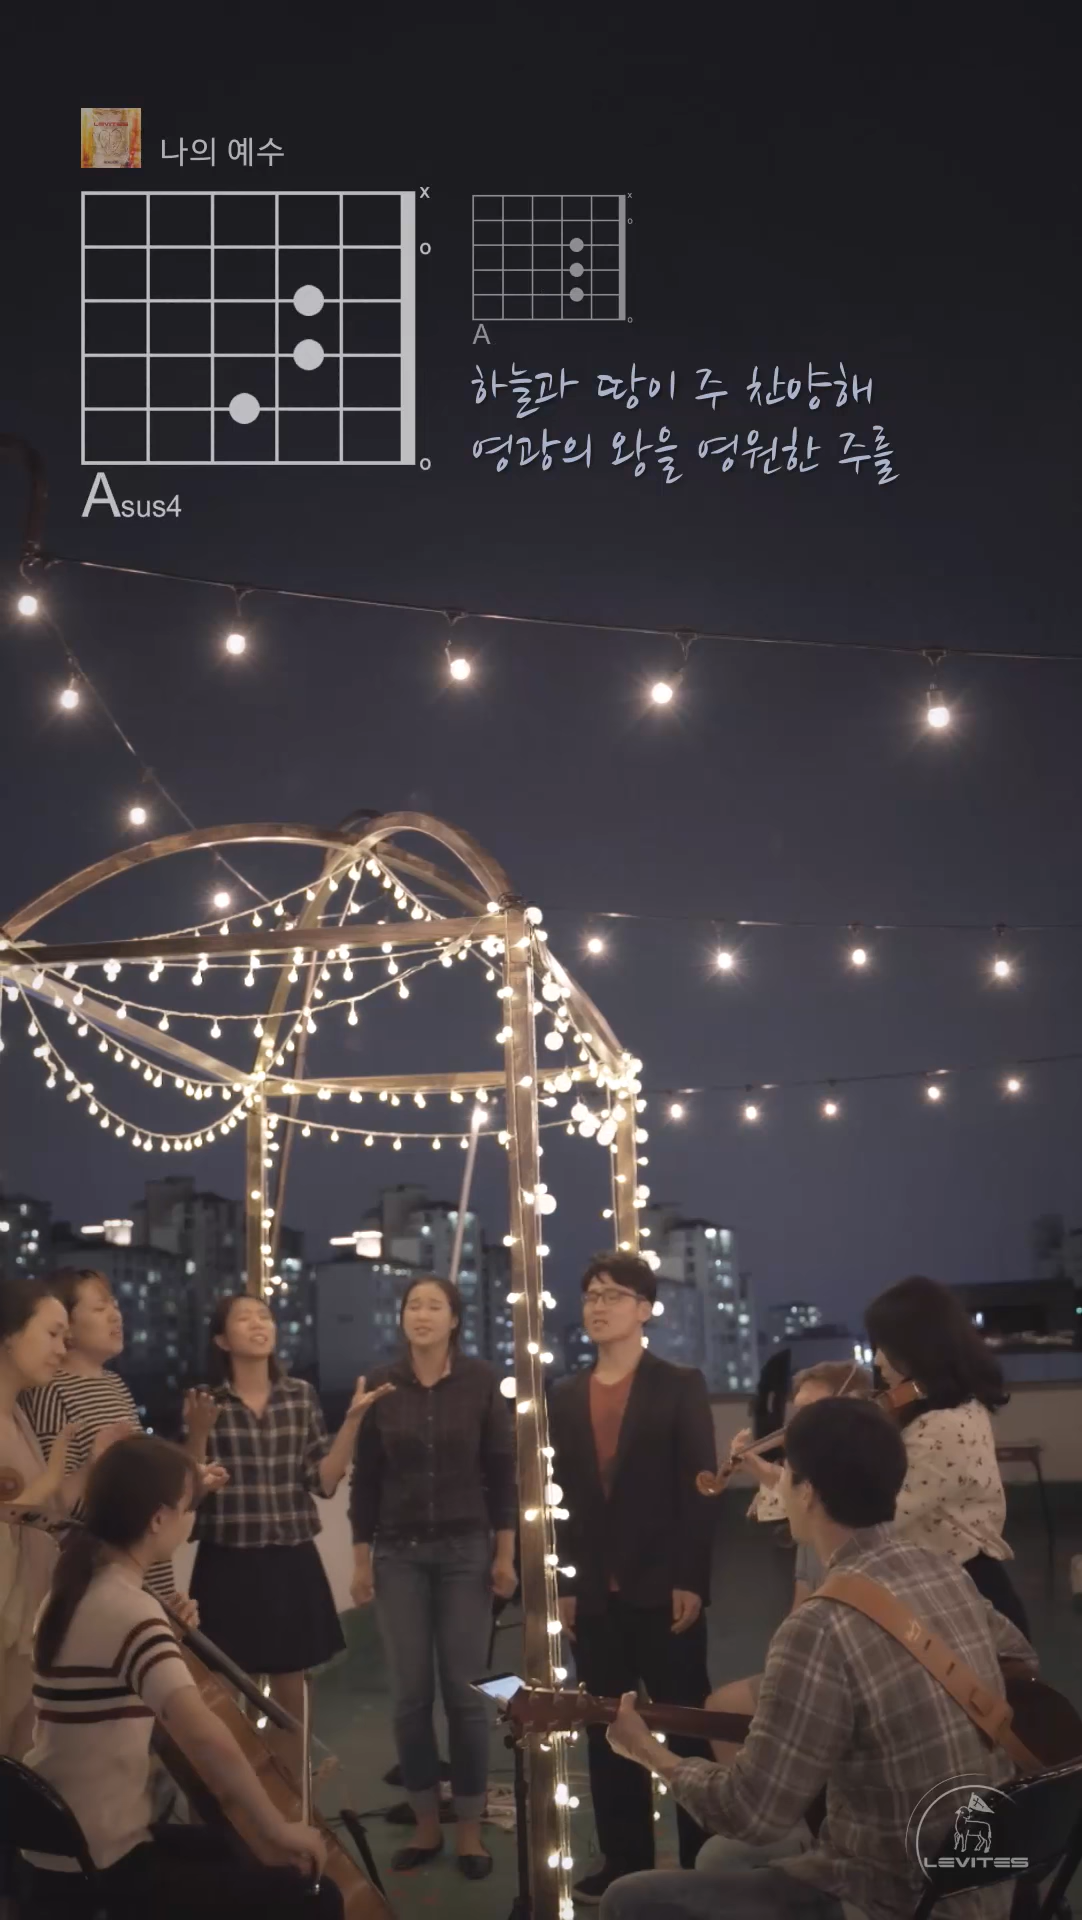 나의 예수
x
o
o
Asus4
x
o
o
A
하늘과 땅이 주 찬양해
영광의 왕을 영원한 주를
LEVITES